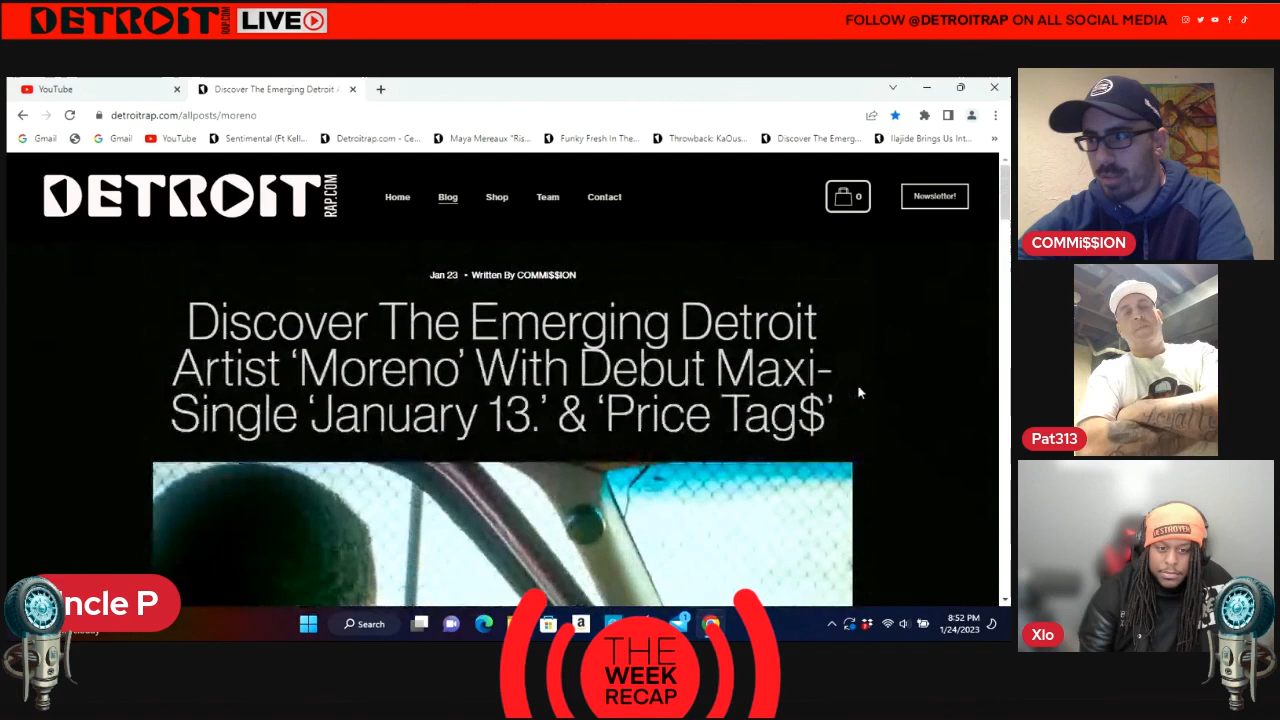 DETROIT RAP.COM LIVE
FOLLOW @DETROITRAP ON ALL SOCIAL MEDIA
YouTube
Discover The Emerging Detroit A
detroitrap.com/allposts/moreno
Gmail
Gmail
YouTube
Sentimental (Ft Kell...
Detroitrap.com - Ce...
Maya Mereaux "Ris...
Funky Fresh In The...
Throwback: KaOus...
Discover The Emerg...
Ilajide Brings Us Int...
»
DETROIT RAP.COM
Home
Blog
Shop
Team
Contact
0
Newsletter!
Jan 23 • Written By COMMi$$ION
Discover The Emerging Detroit
Artist ‘Moreno’ With Debut Maxi-
Single ‘January 13.’ & ‘Price Tag$’
COMMi$$ION
Pat313
DESTROYER
Xlo
ncle P
Search
8:52 PM
1/24/2023
THE
WEEK
RECAP